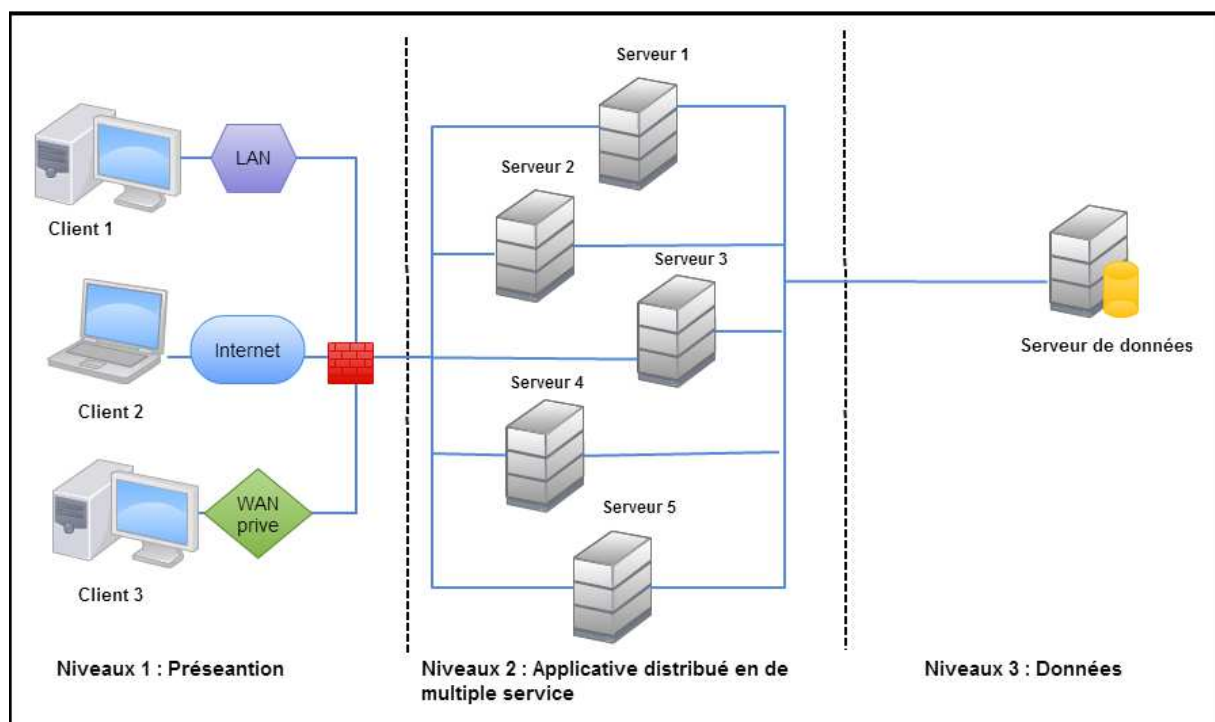 Serveur 1
LAN
Serveur 2
Client 1
Serveur 3
Internet
Serveur de données
Serveur 4
Client 2
WAN
prive
Serveur 5
Client 3
Niveaux 1 : Préseantion
Niveaux 2 : Applicative distribué en de
multiple service
Niveaux 3 : Données